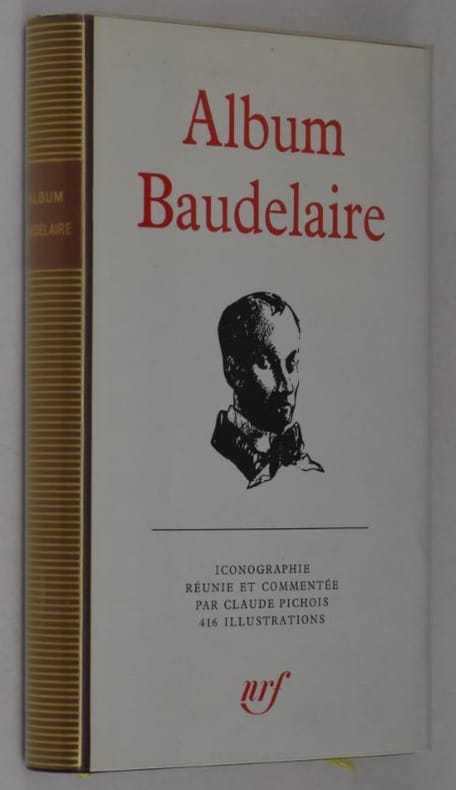 Album
Baudelaire
ICONOGRAPHIE
RÉUNIE ET COMMENTÉE
PAR CLAUDE PICHOIS
416 ILLUSTRATIONS
nrf
ALBUM
BAUDELAIRE